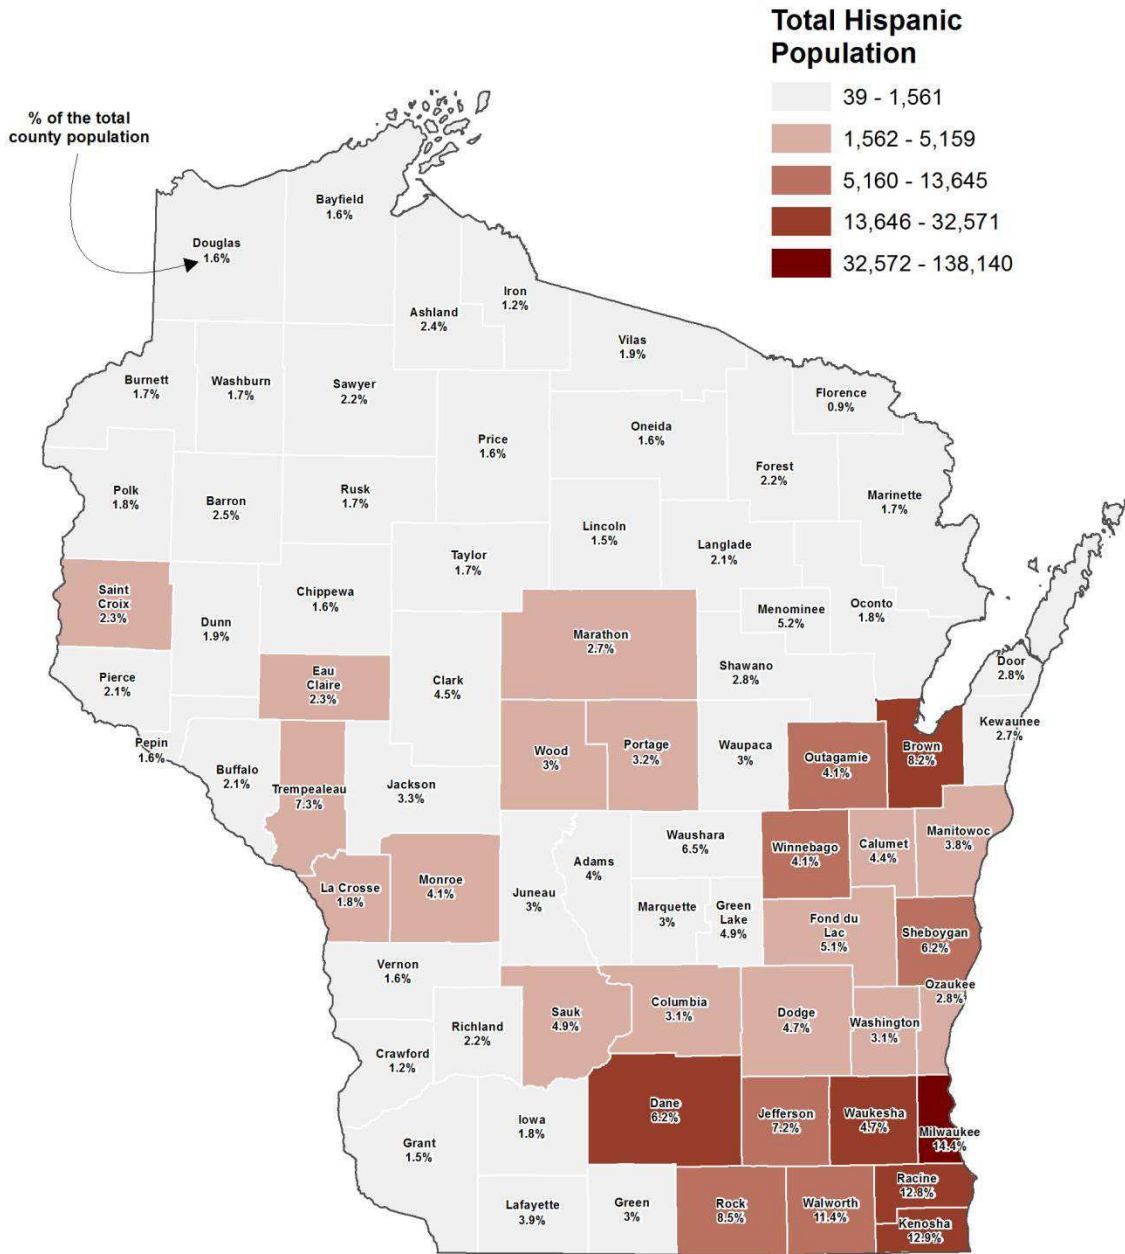 Total Hispanic
Population
39 - 1,561
1,562 - 5,159
5,160 - 13,645
13,646 - 32,571
32,572 - 138,140
% of the total
county population
Bayfield
1.6%
Douglas
1.6%
Iron
1.2%
Ashland
2.4%
Vilas
1.9%
Burnett
1.7%
Washburn
1.7%
Sawyer
2.2%
Florence
0.9%
Oneida
1.6%
Price
1.6%
Forest
2.2%
Polk
1.8%
Barron
2.5%
Rusk
1.7%
Marinette
1.7%
Lincoln
1.5%
Langlade
2.1%
Taylor
1.7%
Saint
Croix
2.3%
Chippewa
1.6%
Dunn
1.9%
Menominee
5.2%
Oconto
1.8%
Marathon
2.7%
Eau
Claire
2.3%
Clark
4.5%
Shawano
2.8%
Door
2.8%
Pierce
2.1%
Pepin
1.6%
Buffalo
2.1%
Trempealeau
7.3%
Jackson
3.3%
Wood
3%
Portage
3.2%
Waupaca
3%
Outagamie
4.1%
Brown
8.2%
Kewaunee
2.7%
Waushara
6.5%
Winnebago
4.1%
Calumet
4.4%
Manitowoc
3.8%
Adams
4%
La Crosse
1.8%
Monroe
4.1%
Juneau
3%
Marquette
3%
Green
Lake
4.9%
Fond du
Lac
5.1%
Sheboygan
6.2%
Vernon
1.6%
Ozaukee
2.8%
Columbia
3.1%
Sauk
4.9%
Dodge
4.7%
Washington
3.1%
Richland
2.2%
Crawford
1.2%
Dane
6.2%
Jefferson
7.2%
Waukesha
4.7%
Milwaukee
14.4%
Iowa
1.8%
Grant
1.5%
Racine
12.8%
Lafayette
3.9%
Green
3%
Rock
8.5%
Walworth
11.4%
Kenosha
12.9%